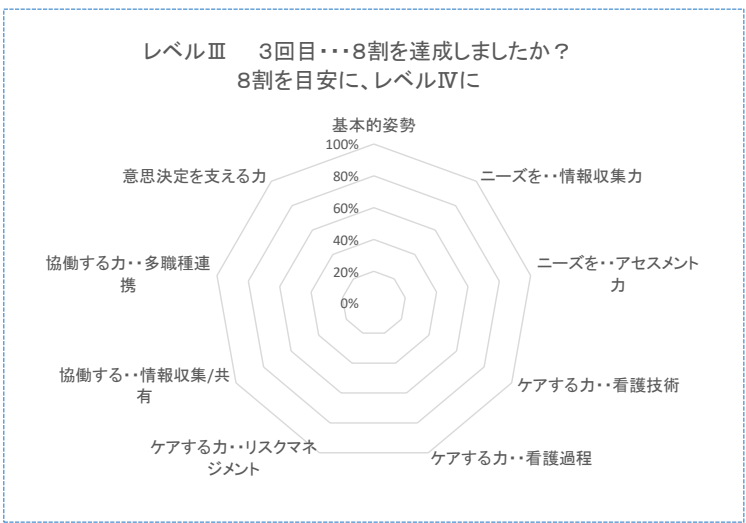 レベルⅢ　３回目・・・８割を達成しましたか？
８割を目安に、レベルⅣに
基本的姿勢
100%
80%
60%
40%
20%
0%
ニーズを・・情報収集力
ニーズを・・アセスメント
力
ケアする力・・看護技術
ケアする力・・看護過程
ケアする力・・リスクマネ
ジメント
協働する・・情報収集/共
有
協働する力・・多職種連
携
意思決定を支える力